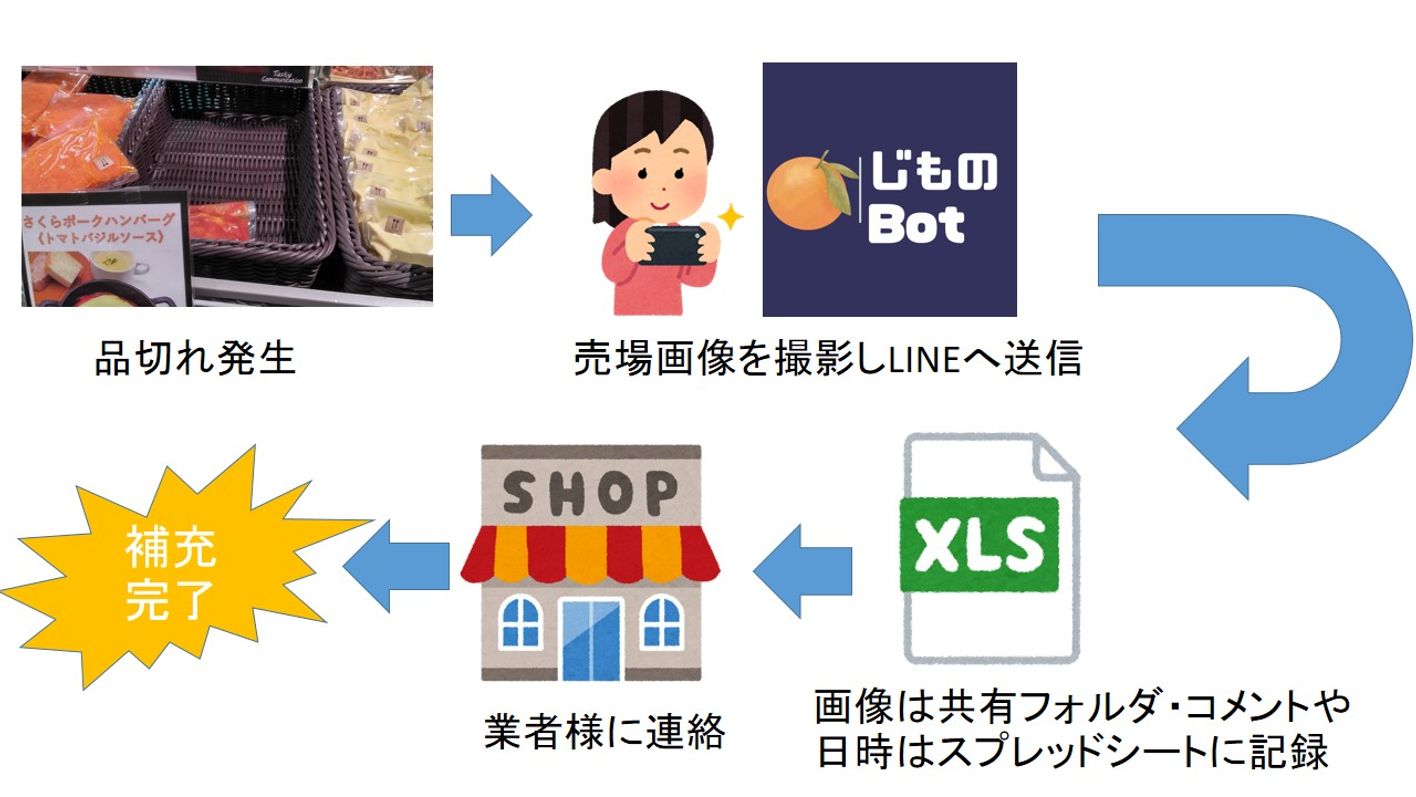 Tasty
Communication
さくらポークハンバーグ
《トマトバジルソース》
じもの
Bot
品切れ発生
売場画像を撮影しLINEへ送信
SHOP
XLS
補充
完了
業者様に連絡
画像は共有フォルダ・コメントや
日時はスプレッドシートに記録